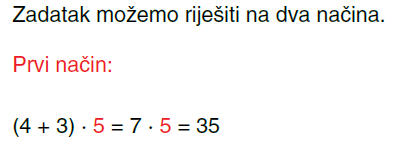 Zadatak možemo riješiti na dva načina.
Prvi način:
(4 + 3) · 5 = 7 · 5 = 35